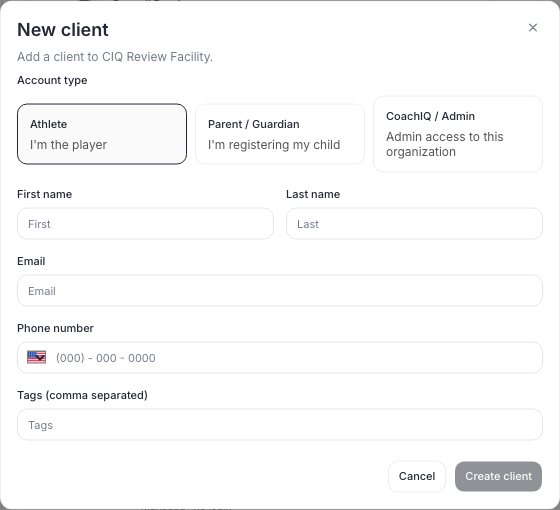 New client
Add a client to CIQ Review Facility.
Account type
Athlete
I'm the player
Parent / Guardian
I'm registering my child
CoachIQ / Admin
Admin access to this
organization
First name
Last name
First
Last
Email
Email
Phone number
(000) - 000 - 0000
Tags (comma separated)
Tags
Cancel
Create client